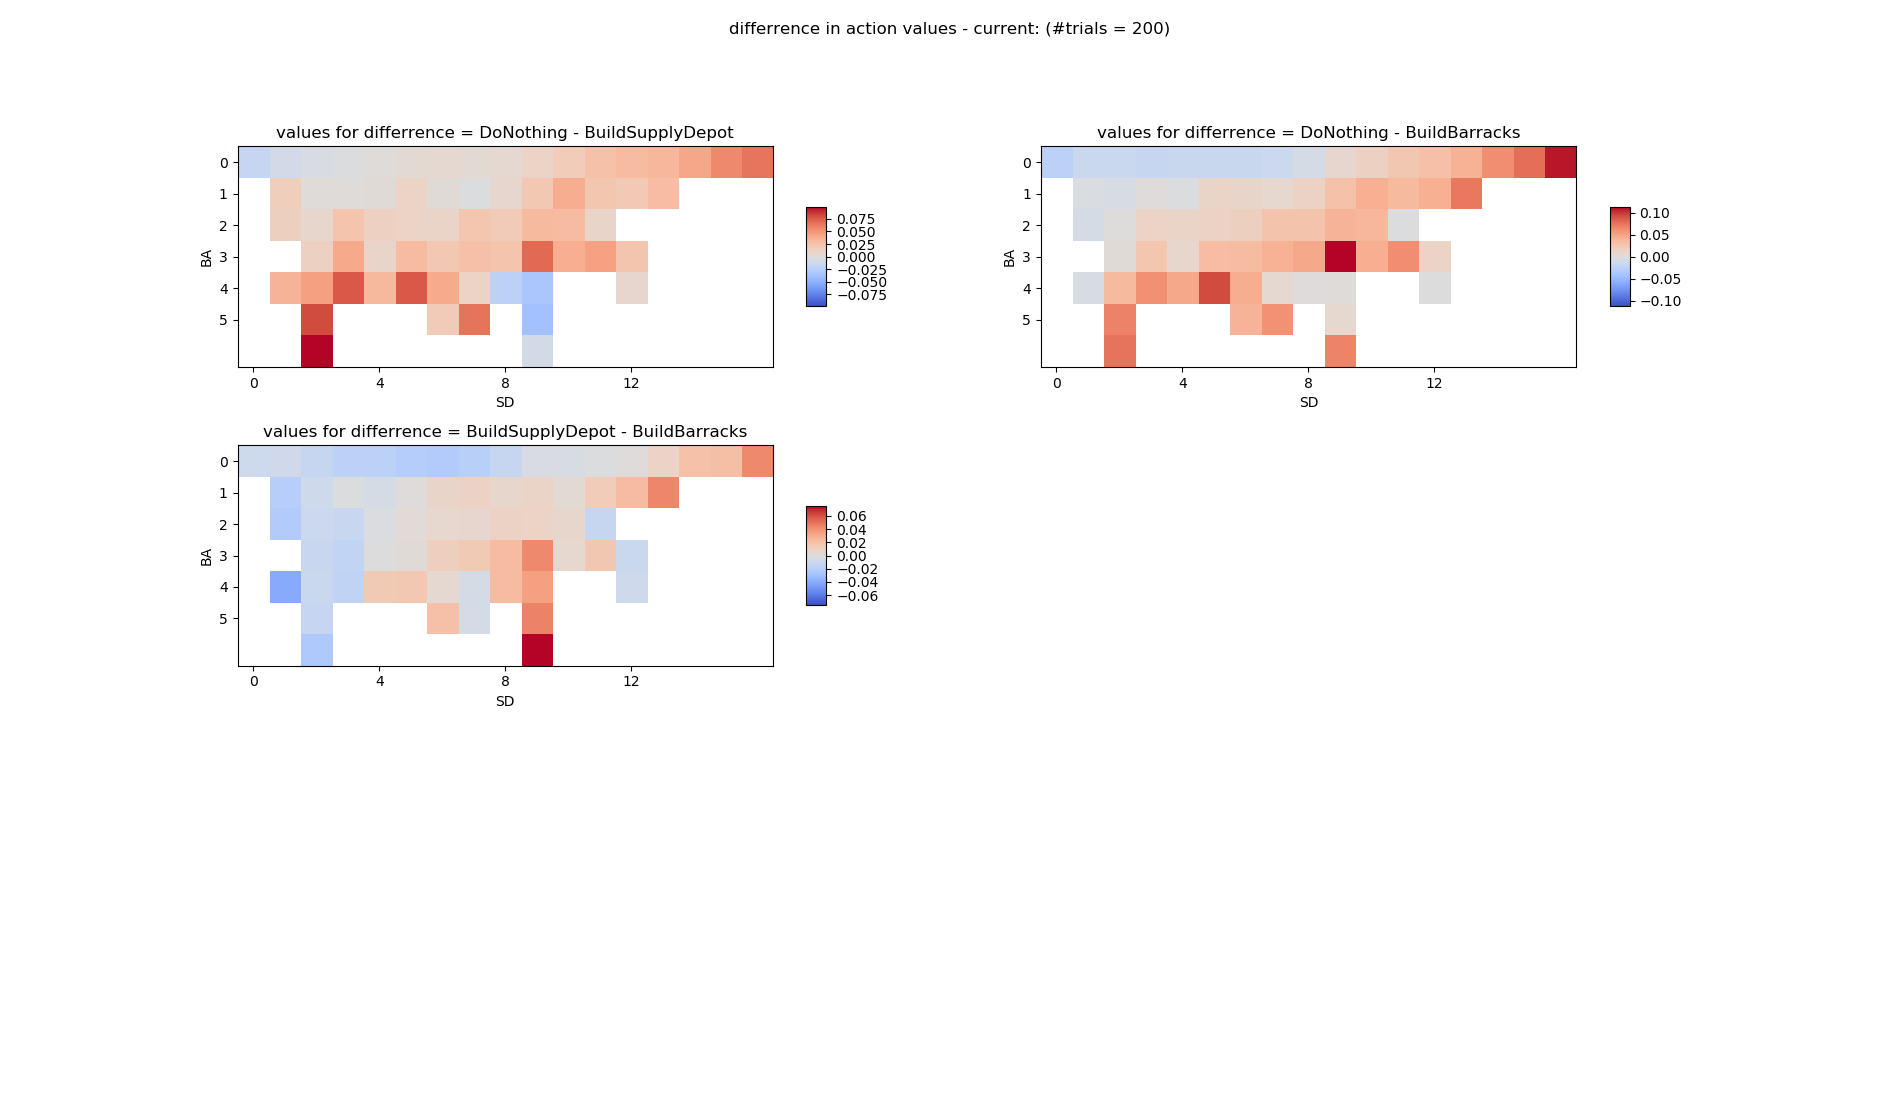 differrence in action values - current: (#trials = 200)
values for differrence = DoNothing - BuildSupplyDepot
0
1
2
3
4
5
BA
0 4 8 12
SD
0.075
0.050
0.025
0.000
−0.025
−0.050
−0.075
values for differrence = DoNothing - BuildBarracks
0
1
2
3
4
5
BA
0 4 8 12
SD
0.10
0.05
0.00
−0.05
−0.10
values for differrence = BuildSupplyDepot - BuildBarracks
0
1
2
3
4
5
BA
0 4 8 12
SD
0.06
0.04
0.02
0.00
−0.02
−0.04
−0.06